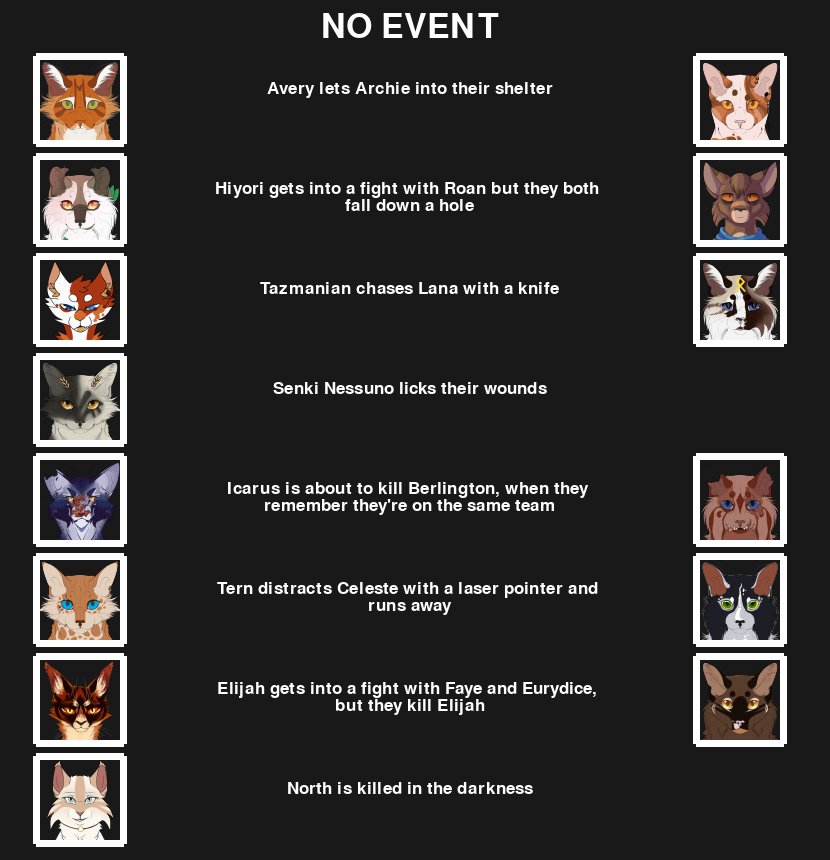 NO EVENT
Avery lets Archie into their shelter
Hiyori gets into a fight with Roan but they both
fall down a hole
Tazmanian chases Lana with a knife
Senki Nessuno licks their wounds
Icarus is about to kill Berlington, when they
remember they're on the same team
Tern distracts Celeste with a laser pointer and
runs away
Elijah gets into a fight with Faye and Eurydice,
but they kill Elijah
North is killed in the darkness